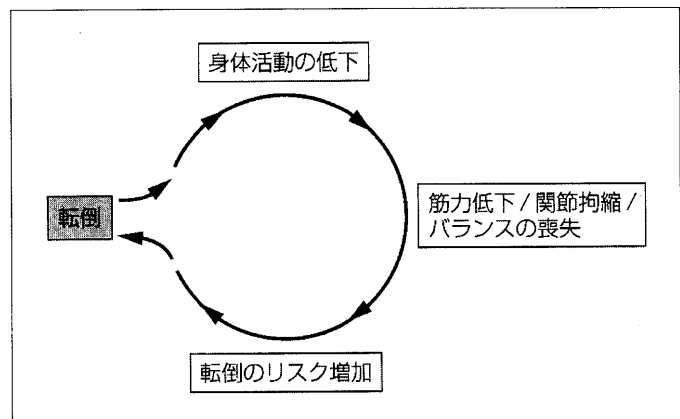 身体活動の低下
転倒
筋力低下/関節拘縮/
バランスの喪失
転倒のリスク増加